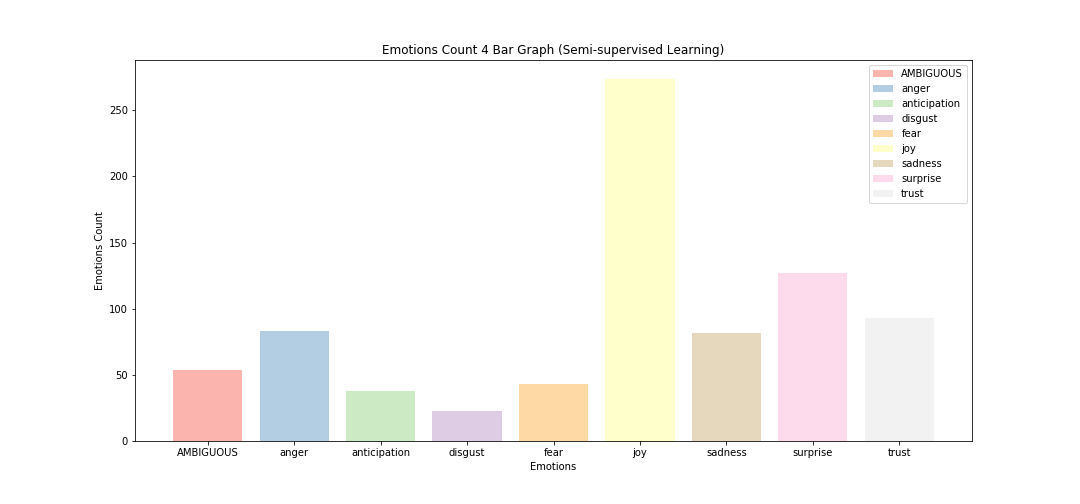 Emotions Count 4 Bar Graph (Semi-supervised Learning)
AMBIGUOUS
anger
anticipation
disgust
fear
joy
sadness
surprise
trust
250
200
150
100
50
0
Emotions Count
AMBIGUOUS anger anticipation disgust fear joy sadness surprise trust
Emotions